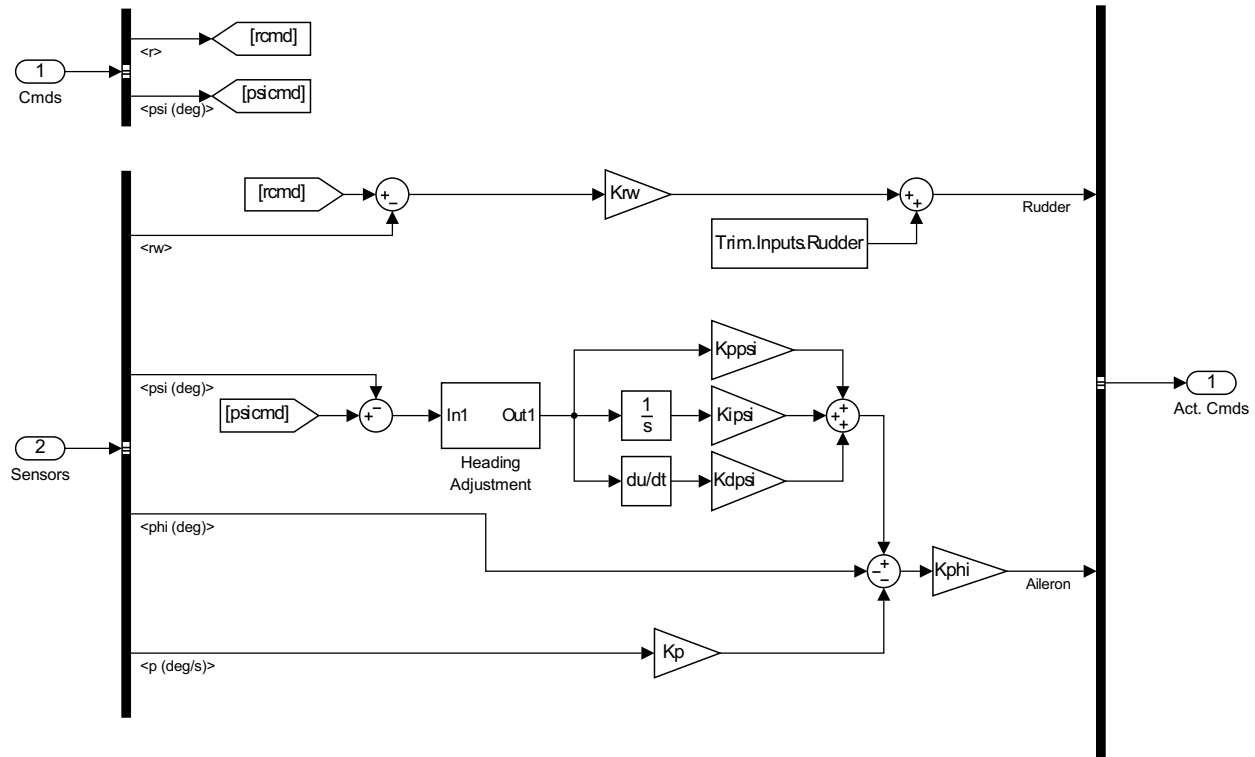 [rcmd]
<r>
1
Cmds
[psicmd]
<psi (deg)>
[rcmd]
+
−
Krw
+
+
Rudder
<rw>
Trim.Inputs.Rudder
Kppsi
<psi (deg)>
−
+
[psicmd]
In1
Out1
1
s
Kipsi
+
+
+
1
Act. Cmds
2
Sensors
Heading
Adjustment
du/dt
Kdpsi
<phi (deg)>
+
−
−
Kphi
Aileron
<p (deg/s)>
Kp